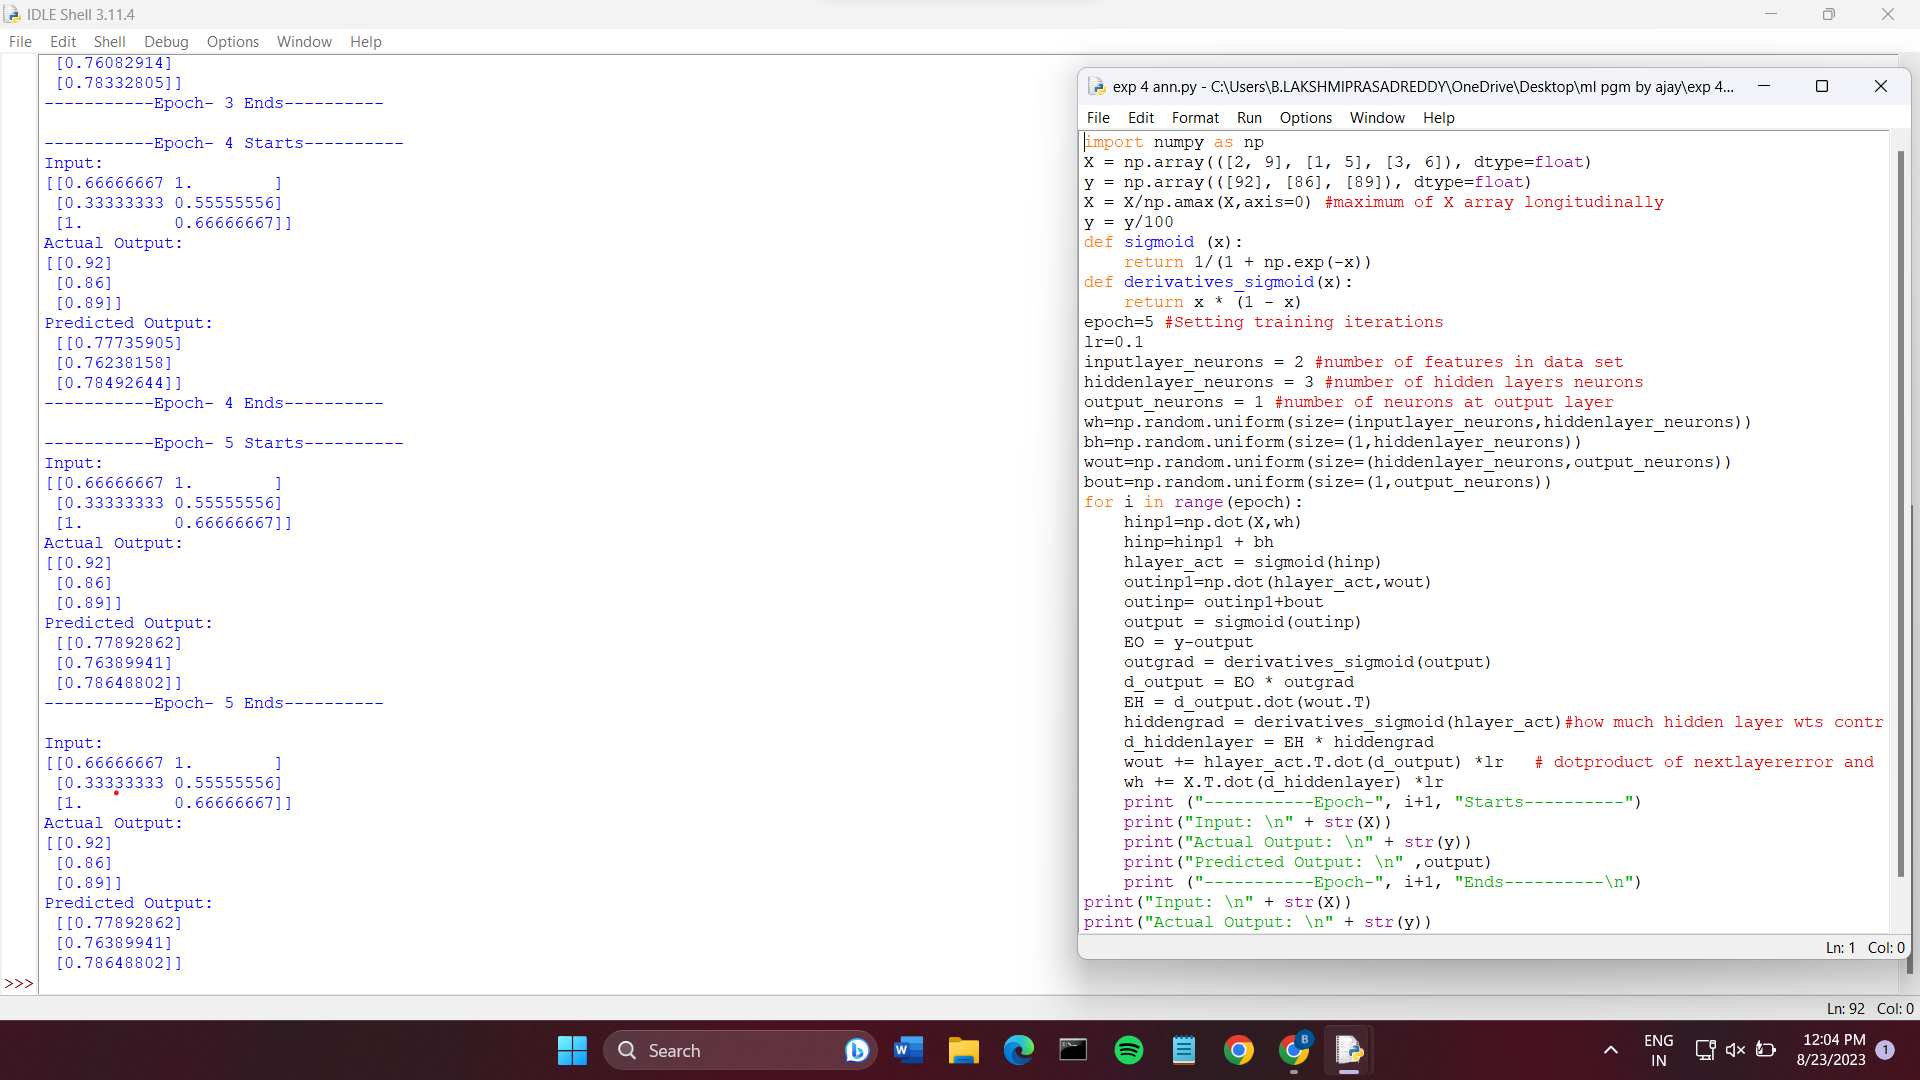 IDLE Shell 3.11.4
File Edit Shell Debug Options Window Help
 [0.76082914]
 [0.78332805]]
-----------Epoch- 3 Ends----------
-----------Epoch- 4 Starts----------
Input:
[[0.66666667 1.        ]
 [0.33333333 0.55555556]
 [1.         0.66666667]]
Actual Output:
[[0.92]
 [0.86]
 [0.89]]
Predicted Output:
 [[0.77735905]
 [0.76238158]
 [0.78492644]]
-----------Epoch- 4 Ends----------
-----------Epoch- 5 Starts----------
Input:
[[0.66666667 1.        ]
 [0.33333333 0.55555556]
 [1.         0.66666667]]
Actual Output:
[[0.92]
 [0.86]
 [0.89]]
Predicted Output:
 [[0.77892862]
 [0.76389941]
 [0.78648802]]
-----------Epoch- 5 Ends----------
Input:
[[0.66666667 1.        ]
 [0.33333333 0.55555556]
 [1.         0.66666667]]
Actual Output:
[[0.92]
 [0.86]
 [0.89]]
Predicted Output:
 [[0.77892862]
 [0.76389941]
 [0.78648802]]
>>>
Ln: 92 Col: 0
exp 4 ann.py - C:\Users\B.LAKSHMIPRASADREDDY\OneDrive\Desktop\ml pgm by ajay\exp 4...
File Edit Format Run Options Window Help
import numpy as np
X = np.array(([2, 9], [1, 5], [3, 6]), dtype=float)
y = np.array(([92], [86], [89]), dtype=float)
X = X/np.amax(X,axis=0) #maximum of X array longitudinally
y = y/100
def sigmoid (x):
    return 1/(1 + np.exp(-x))
def derivatives_sigmoid(x):
    return x * (1 - x)
epoch=5 #Setting training iterations
lr=0.1
inputlayer_neurons = 2 #number of features in data set
hiddenlayer_neurons = 3 #number of hidden layers neurons
output_neurons = 1 #number of neurons at output layer
wh=np.random.uniform(size=(inputlayer_neurons,hiddenlayer_neurons))
bh=np.random.uniform(size=(1,hiddenlayer_neurons))
wout=np.random.uniform(size=(hiddenlayer_neurons,output_neurons))
bout=np.random.uniform(size=(1,output_neurons))
for i in range(epoch):
    hinp1=np.dot(X,wh)
    hinp=hinp1 + bh
    hlayer_act = sigmoid(hinp)
    outinp1=np.dot(hlayer_act,wout)
    outinp= outinp1+bout
    output = sigmoid(outinp)
    EO = y-output
    outgrad = derivatives_sigmoid(output)
    d_output = EO * outgrad
    EH = d_output.dot(wout.T)
    hiddengrad = derivatives_sigmoid(hlayer_act)#how much hidden layer wts contr
    d_hiddenlayer = EH * hiddengrad
    wout += hlayer_act.T.dot(d_output) *lr   # dotproduct of nextlayererror and
    wh += X.T.dot(d_hiddenlayer) *lr
    print ("-----------Epoch-", i+1, "Starts----------")
    print("Input: \n" + str(X))
    print("Actual Output: \n" + str(y))
    print("Predicted Output: \n" ,output)
    print ("-----------Epoch-", i+1, "Ends----------\n")
print("Input: \n" + str(X))
print("Actual Output: \n" + str(y))
Ln: 1 Col: 0
Search
ENG
IN
12:04 PM
8/23/2023
1